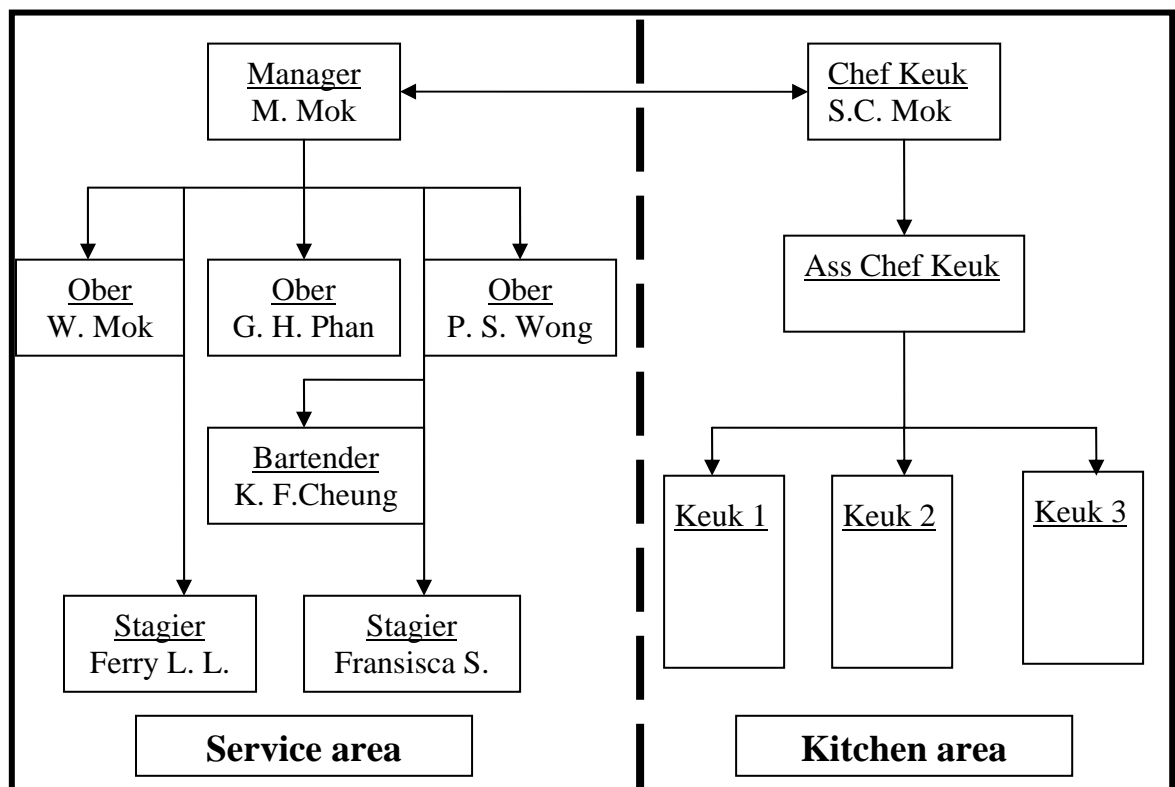 Manager
M. Mok
Chef Keuk
S.C. Mok
Ass Chef Keuk
Ober
W. Mok
Ober
G. H. Phan
Ober
P. S. Wong
Bartender
K. F.Cheung
Keuk 1
Keuk 2
Keuk 3
Stagier
Ferry L. L.
Stagier
Fransisca S.
Service area
Kitchen area